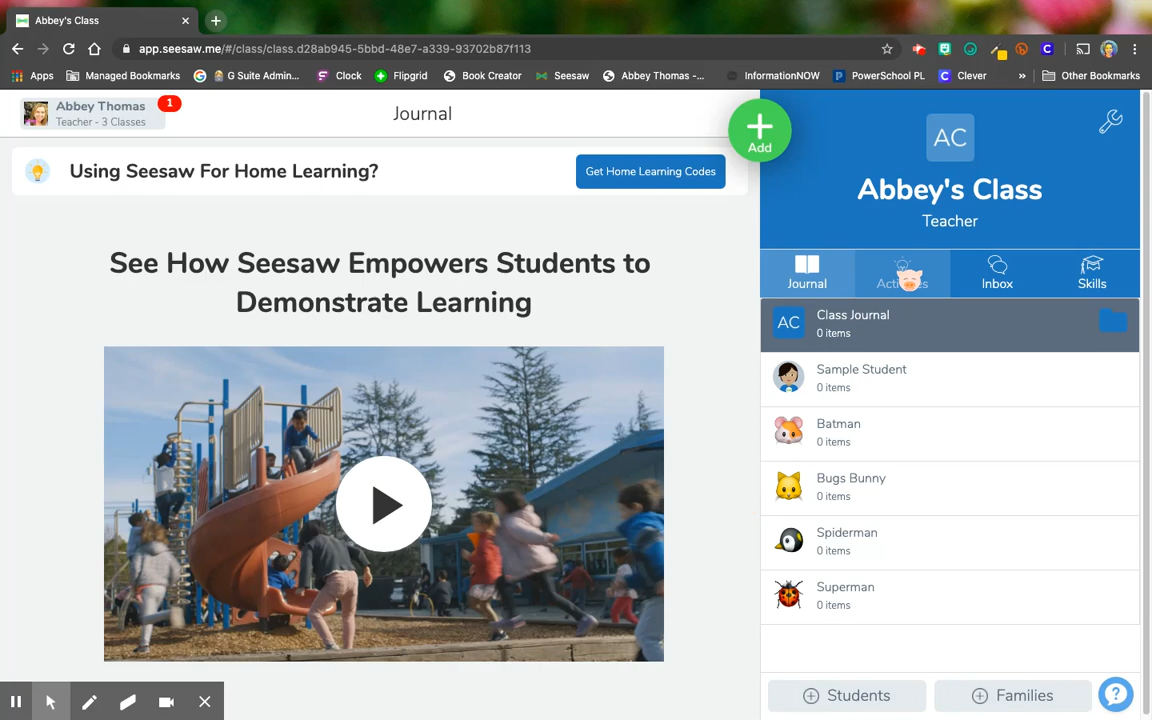 Abbey's Class
app.seesaw.me/#/class/class.d28ab945-5bbd-48e7-a339-93702b87f113
Apps Managed Bookmarks G Suite Admin... Clock Flipgrid Book Creator Seesaw Abbey Thomas -... InformationNOW PowerSchool PL Clever » Other Bookmarks
Abbey Thomas 1
Teacher - 3 Classes
Journal
Add
Using Seesaw For Home Learning?
Get Home Learning Codes
See How Seesaw Empowers Students to
Demonstrate Learning
AC
Abbey's Class
Teacher
Journal Inbox Skills
AC Class Journal
0 items
Sample Student
0 items
Batman
0 items
Bugs Bunny
0 items
Spiderman
0 items
Superman
0 items
Students Families